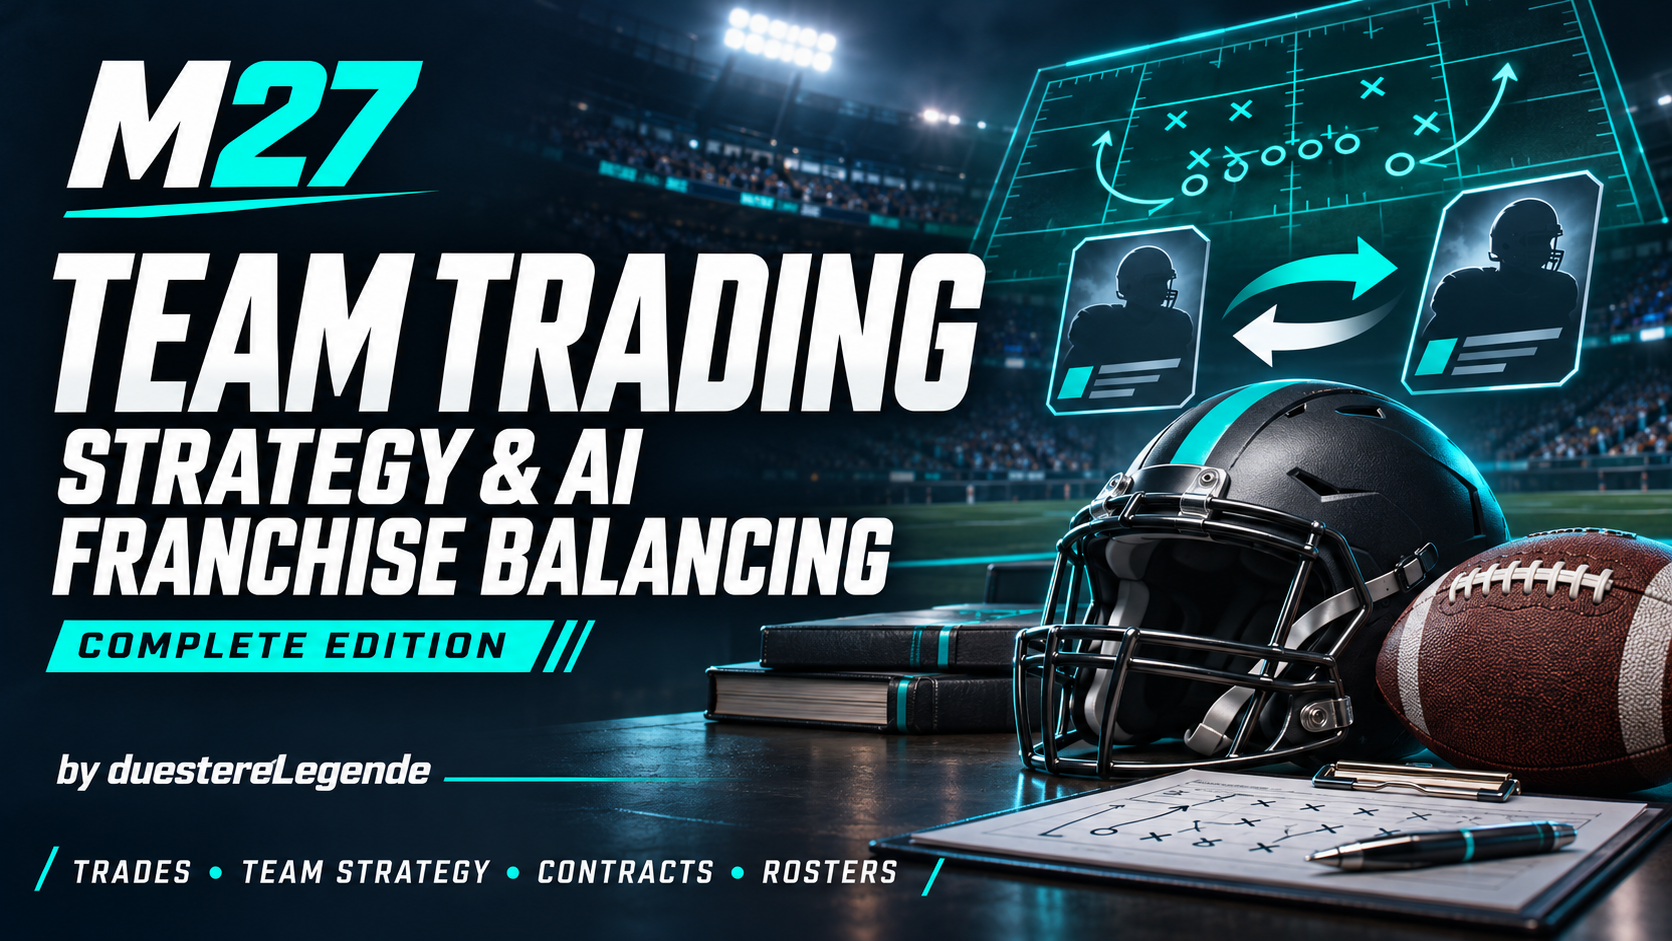 M27
TEAM TRADING
STRATEGY & AI
FRANCHISE BALANCING
COMPLETE EDITION
by duestereLegende
TRADES • TEAM STRATEGY • CONTRACTS • ROSTERS